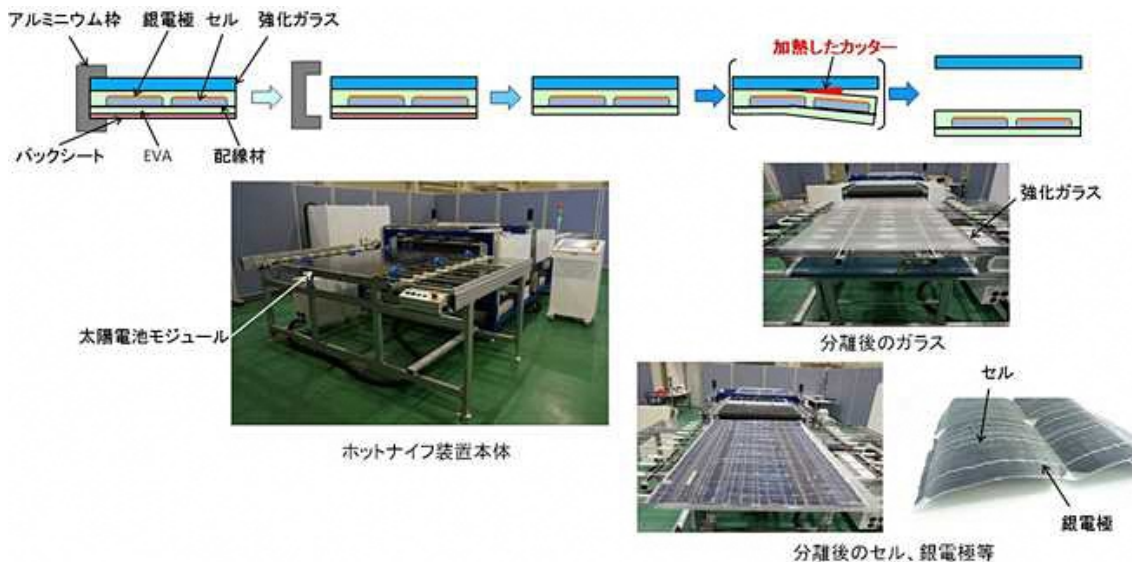 アルミニウム枠
銀電極
セル
強化ガラス
加熱したカッター
バックシート
EVA
配線材
強化ガラス
太陽電池モジュール
分離後のガラス
セル
ホットナイフ装置本体
銀電極
分離後のセル、銀電極等